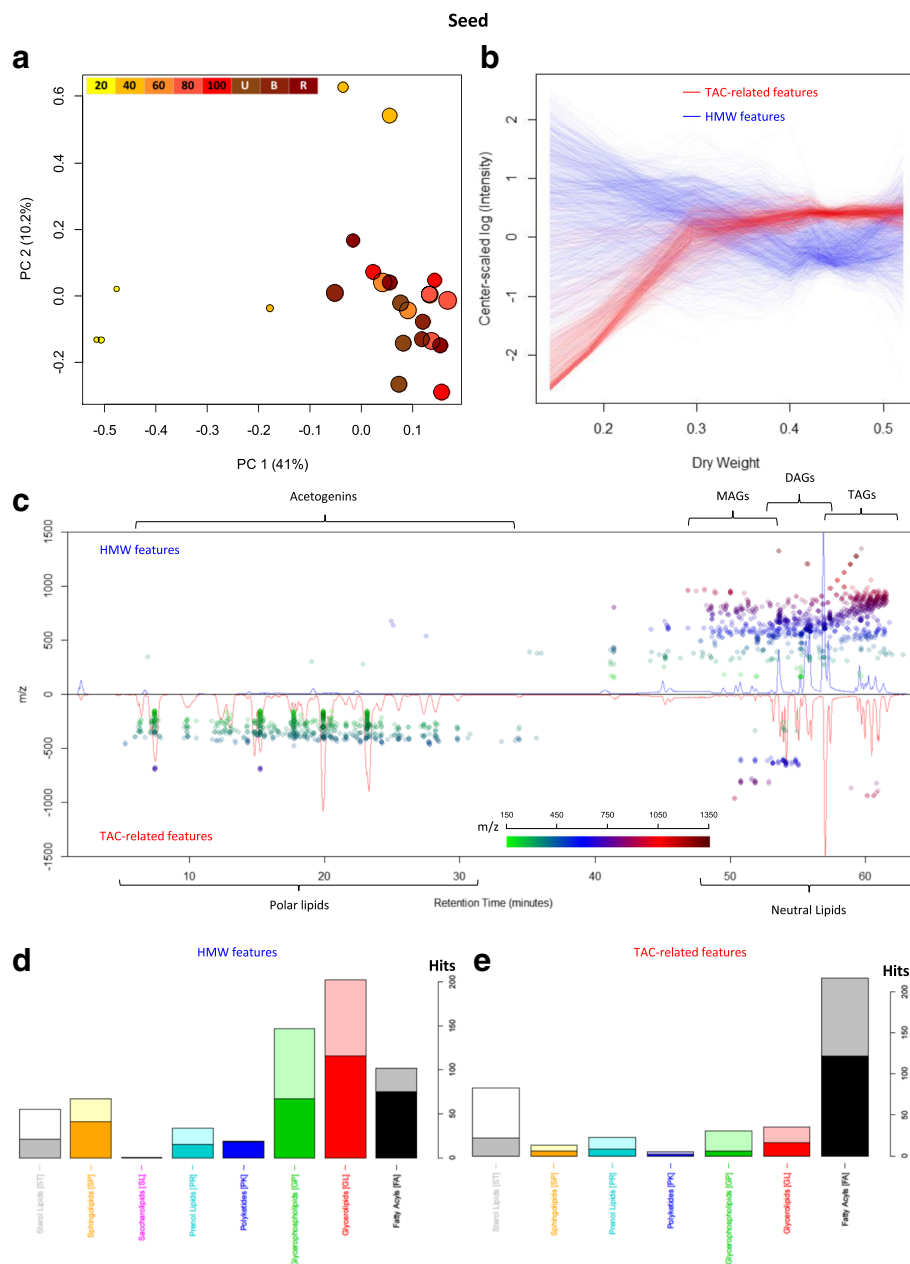 Seed
a
20 40 60 80 100 U B R
0.6
0.4
0.2
0.0
-0.2
PC 2 (10.2%)
-0.5 -0.4 -0.3 -0.2 -0.1 0.0 0.1
PC 1 (41%)
b
TAC-related features
HMW features
2
1
0
-1
-2
Center-scaled log (Intensity)
0.2 0.3 0.4 0.5
Dry Weight
c
Acetogenins
MAGs
DAGs
TAGs
HMW features
1500
1000
500
0
-500
-1000
-1500
m/z
TAC-related features
m/z
150 450 750 1050 1350
10 20 30 40 50 60
Polar lipids
Retention Time (minutes)
Neutral Lipids
d
HMW features
Hits
200
150
100
50
0
Sterol Lipids [ST]
Sphingolipids [SP]
Saccharolipids [SL]
Prenol Lipids [PR]
Polyketides [PK]
Glycerophospholipids [GP]
Glycerolipids [GL]
Fatty Acyls [FA]
e
TAC-related features
Hits
200
150
100
50
0
Sterol Lipids [ST]
Sphingolipids [SP]
Prenol Lipids [PR]
Polyketides [PK]
Glycerophospholipids [GP]
Glycerolipids [GL]
Fatty Acyls [FA]